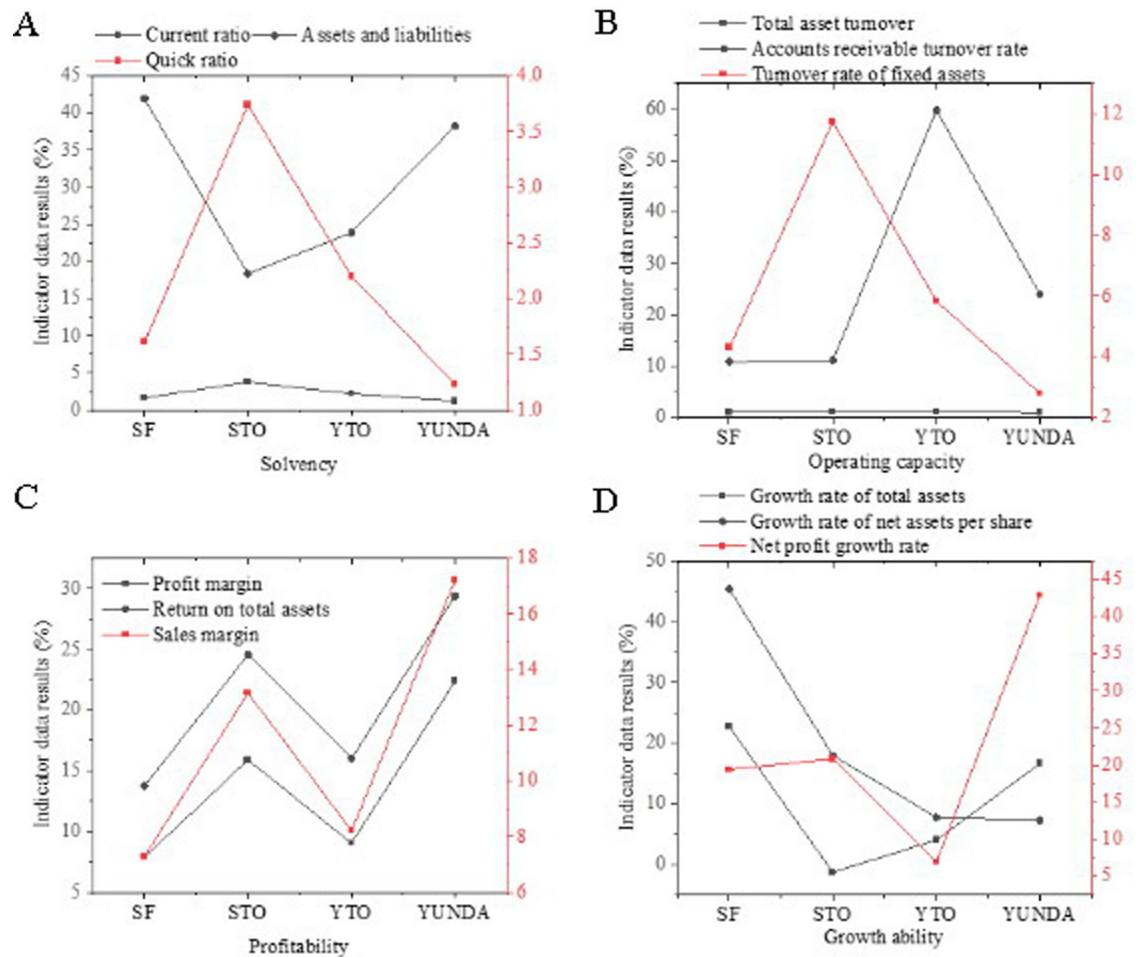 A
Current ratio Assets and liabilities
Quick ratio
45
40
35
30
25
20
15
10
5
0
Indicator data results (%)
4.0
3.5
3.0
2.5
2.0
1.5
1.0
SF STO YTO YUNDA
Solvency
B
Total asset turnover
Accounts receivable turnover rate
Turnover rate of fixed assets
60
50
40
30
20
10
0
Indicator data results (%)
12
10
8
6
4
2
SF STO YTO YUNDA
Operating capacity
C
Profit margin
Return on total assets
Sales margin
30
25
20
15
10
5
Indicator data results (%)
18
16
14
12
10
8
6
SF STO YTO YUNDA
Profitability
D
Growth rate of total assets
Growth rate of net assets per share
Net profit growth rate
50
40
30
20
10
0
Indicator data results (%)
45
40
35
30
25
20
15
10
5
SF STO YTO YUNDA
Growth ability